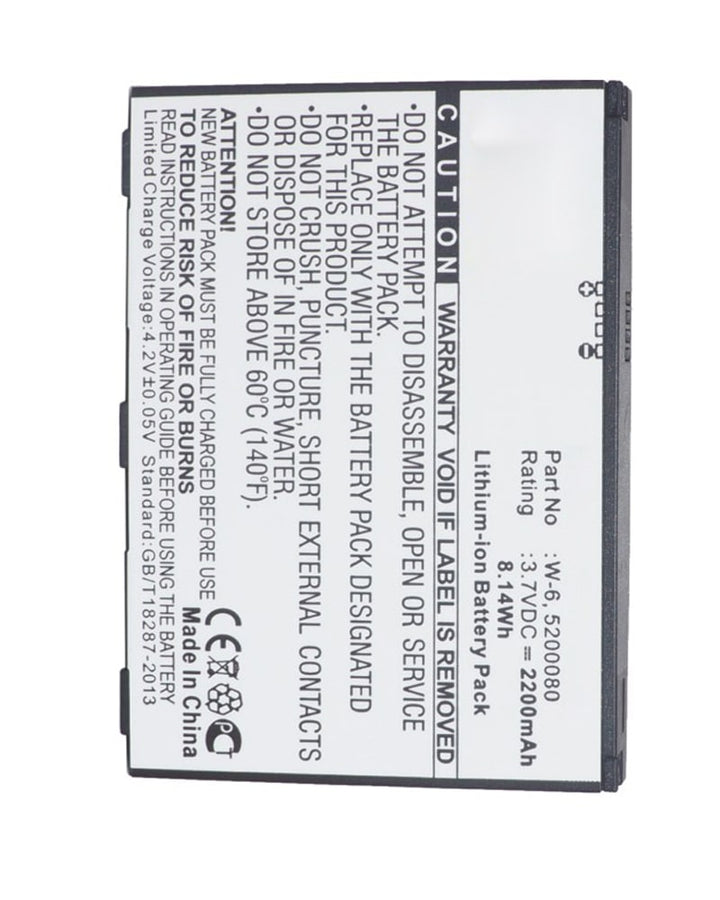 Part No :W-6, 5200080
Rating :3.7VDC = 2200mAh
8.14Wh
Lithium-ion Battery Pack
CAUTION WARRANTY VOID IF LABEL IS REMOVED
•DO NOT ATTEMPT TO DISASSEMBLE, OPEN OR SERVICE
THE BATTERY PACK.
•REPLACE ONLY WITH THE BATTERY PACK DESIGNATED
FOR THIS PRODUCT.
•DO NOT CRUSH, PUNCTURE, SHORT EXTERNAL CONTACTS
OR DISPOSE OF IN FIRE OR WATER.
•DO NOT STORE ABOVE 60°C (140°F).
ATTENTION!
NEW BATTERY PACK MUST BE FULLY CHARGED BEFORE USE
TO REDUCE RISK OF FIRE OR BURNS
READ INSTRUCTIONS IN OPERATING GUIDE BEFORE USING THE BATTERY
Limited Charge Voltage:4.2V±0.05V Standard:GB/T18287-2013
CE PCT
Made In China